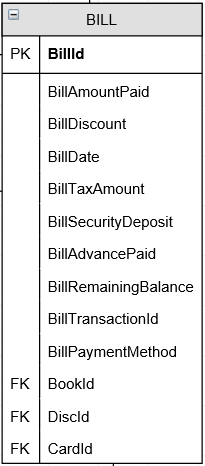 BILL
PK BillId
BillAmountPaid
BillDiscount
BillDate
BillTaxAmount
BillSecurityDeposit
BillAdvancePaid
BillRemainingBalance
BillTransactionId
BillPaymentMethod
FK BookId
FK DiscId
FK CardId